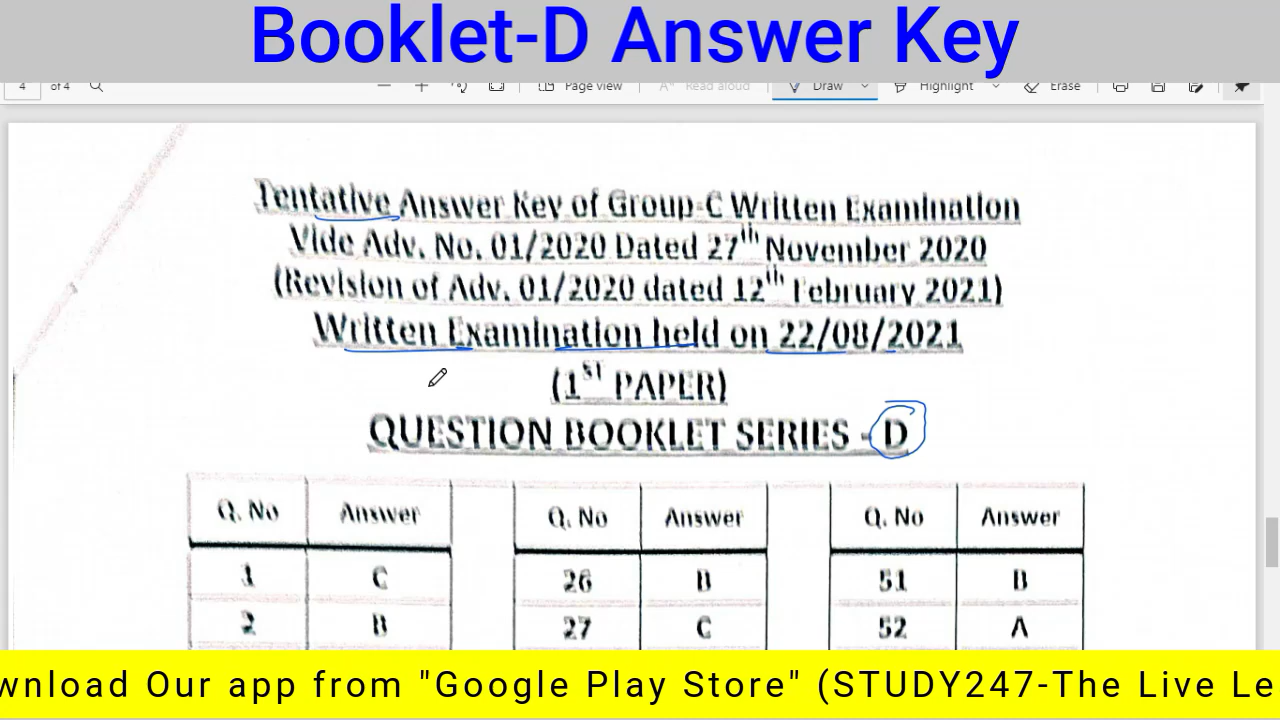 Booklet-D Answer Key
4 of 4 Page view A Read aloud Draw Highlight Erase
Tentative Answer Key of Group-C Written Examination
Vide Adv. No. 01/2020 Dated 27th November 2020
(Revision of Adv. 01/2020 dated 12th February 2021)
Written Examination held on 22/08/2021
(1ST PAPER)
QUESTION BOOKLET SERIES - D
Q. No Answer Q. No Answer Q. No Answer
1 C 26 B 51 B
2 B 27 C 52 A
wnload Our app from "Google Play Store" (STUDY247-The Live Le